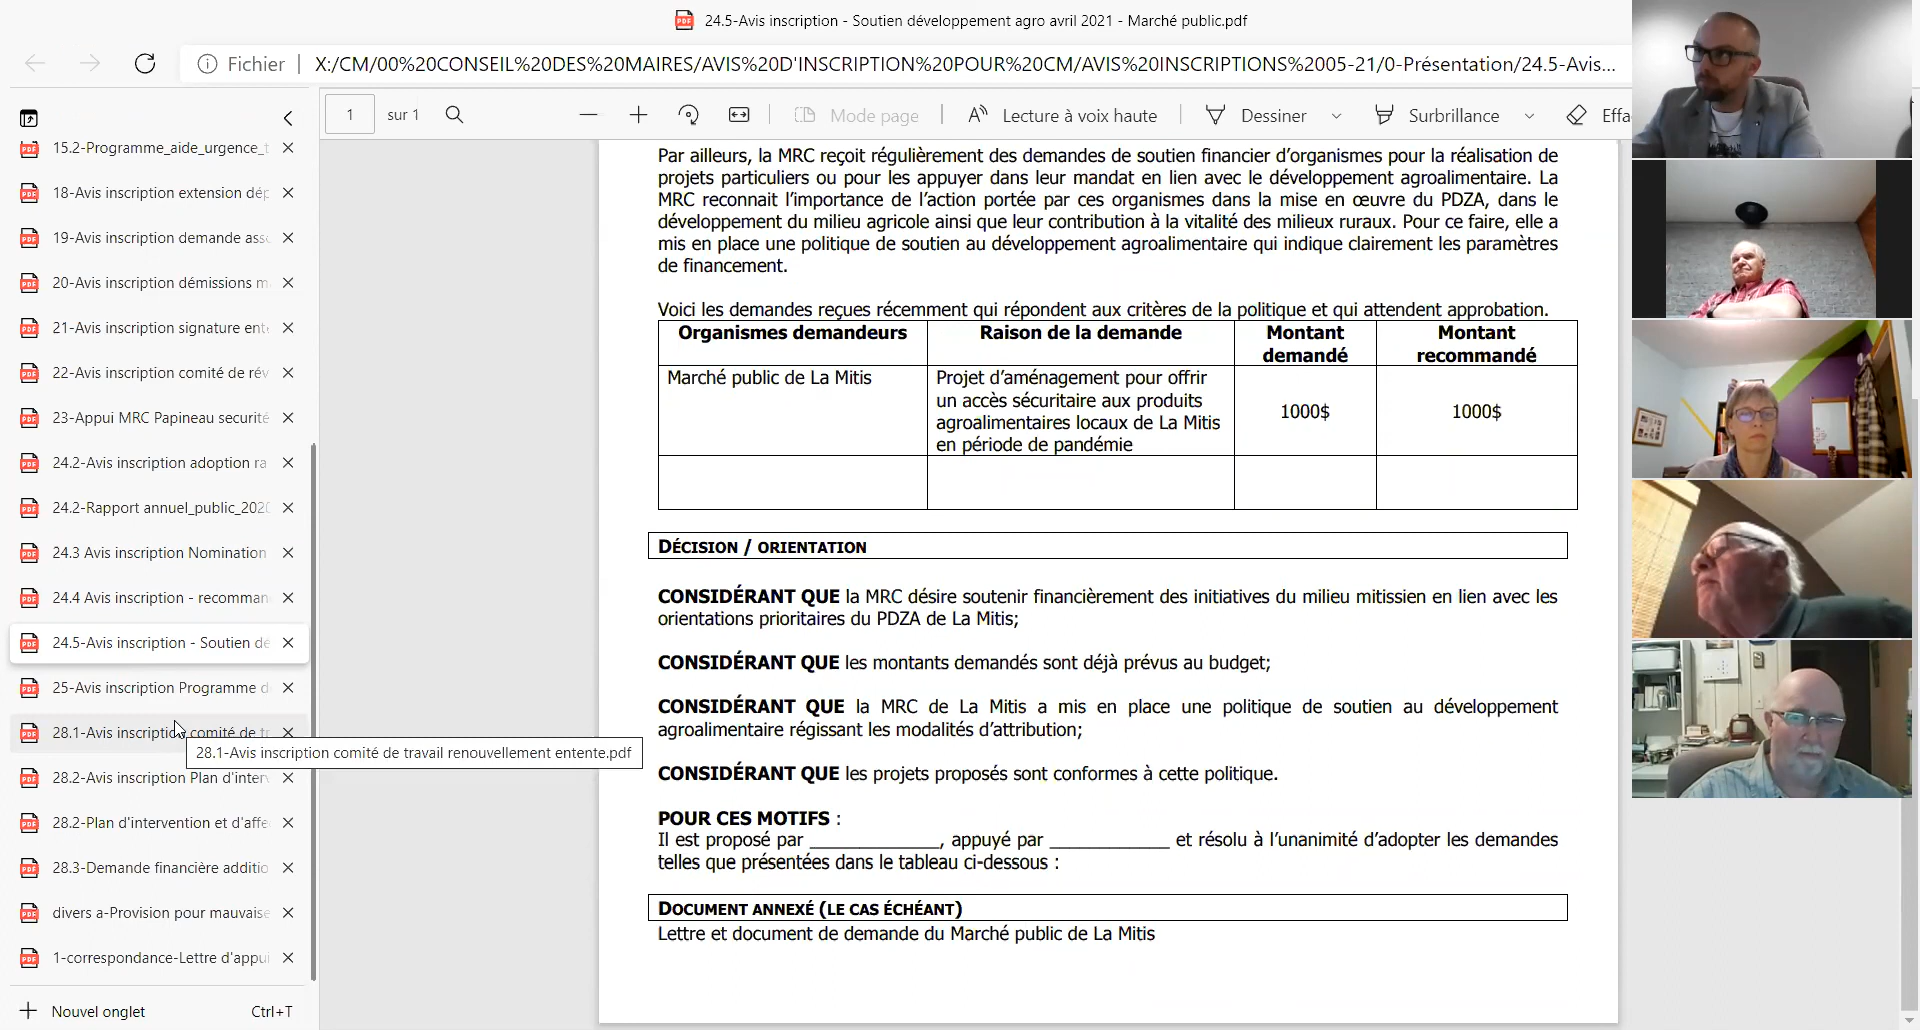 24.5-Avis inscription - Soutien développement agro avril 2021 - Marché public.pdf
Fichier
X:/CM/00%20CONSEIL%20DES%20MAIRES/AVIS%20D'INSCRIPTION%20POUR%20CM/AVIS%20INSCRIPTIONS%2005-21/0-Présentation/24.5-Avis...
1 sur 1
Mode page
Lecture à voix haute
Dessiner
Surbrillance
Effa
15.2-Programme_aide_urgence_t
18-Avis inscription extension dép
19-Avis inscription demande asso
20-Avis inscription démissions m
21-Avis inscription signature ent
22-Avis inscription comité de rév
23-Appui MRC Papineau securité
24.2-Avis inscription adoption ra
24.2-Rapport annuel_public_2020
24.3 Avis inscription Nomination
24.4 Avis inscription - recomman
24.5-Avis inscription - Soutien dé
25-Avis inscription Programme d
28.1-Avis inscription comité de tr
28.1-Avis inscription comité de travail renouvellement entente.pdf
28.2-Avis inscription Plan d'interv
28.2-Plan d'intervention et d'affe
28.3-Demande financière additio
divers a-Provision pour mauvaise
1-correspondance-Lettre d'appui
Nouvel onglet Ctrl+T
Par ailleurs, la MRC reçoit régulièrement des demandes de soutien financier d'organismes pour la réalisation de
projets particuliers ou pour les appuyer dans leur mandat en lien avec le développement agroalimentaire. La
MRC reconnait l'importance de l'action portée par ces organismes dans la mise en œuvre du PDZA, dans le
développement du milieu agricole ainsi que leur contribution à la vitalité des milieux ruraux. Pour ce faire, elle a
mis en place une politique de soutien au développement agroalimentaire qui indique clairement les paramètres
de financement.
Voici les demandes reçues récemment qui répondent aux critères de la politique et qui attendent approbation.
Organismes demandeurs
Raison de la demande
Montant
demandé
Montant
recommandé
Marché public de La Mitis
Projet d'aménagement pour offrir
un accès sécuritaire aux produits
agroalimentaires locaux de La Mitis
en période de pandémie
1000$
1000$
DÉCISION / ORIENTATION
CONSIDÉRANT QUE la MRC désire soutenir financièrement des initiatives du milieu mitissien en lien avec les
orientations prioritaires du PDZA de La Mitis;
CONSIDÉRANT QUE les montants demandés sont déjà prévus au budget;
CONSIDÉRANT QUE la MRC de La Mitis a mis en place une politique de soutien au développement
agroalimentaire régissant les modalités d'attribution;
CONSIDÉRANT QUE les projets proposés sont conformes à cette politique.
POUR CES MOTIFS :
Il est proposé par _____________, appuyé par ____________ et résolu à l'unanimité d'adopter les demandes
telles que présentées dans le tableau ci-dessous :
DOCUMENT ANNEXÉ (LE CAS ÉCHÉANT)
Lettre et document de demande du Marché public de La Mitis